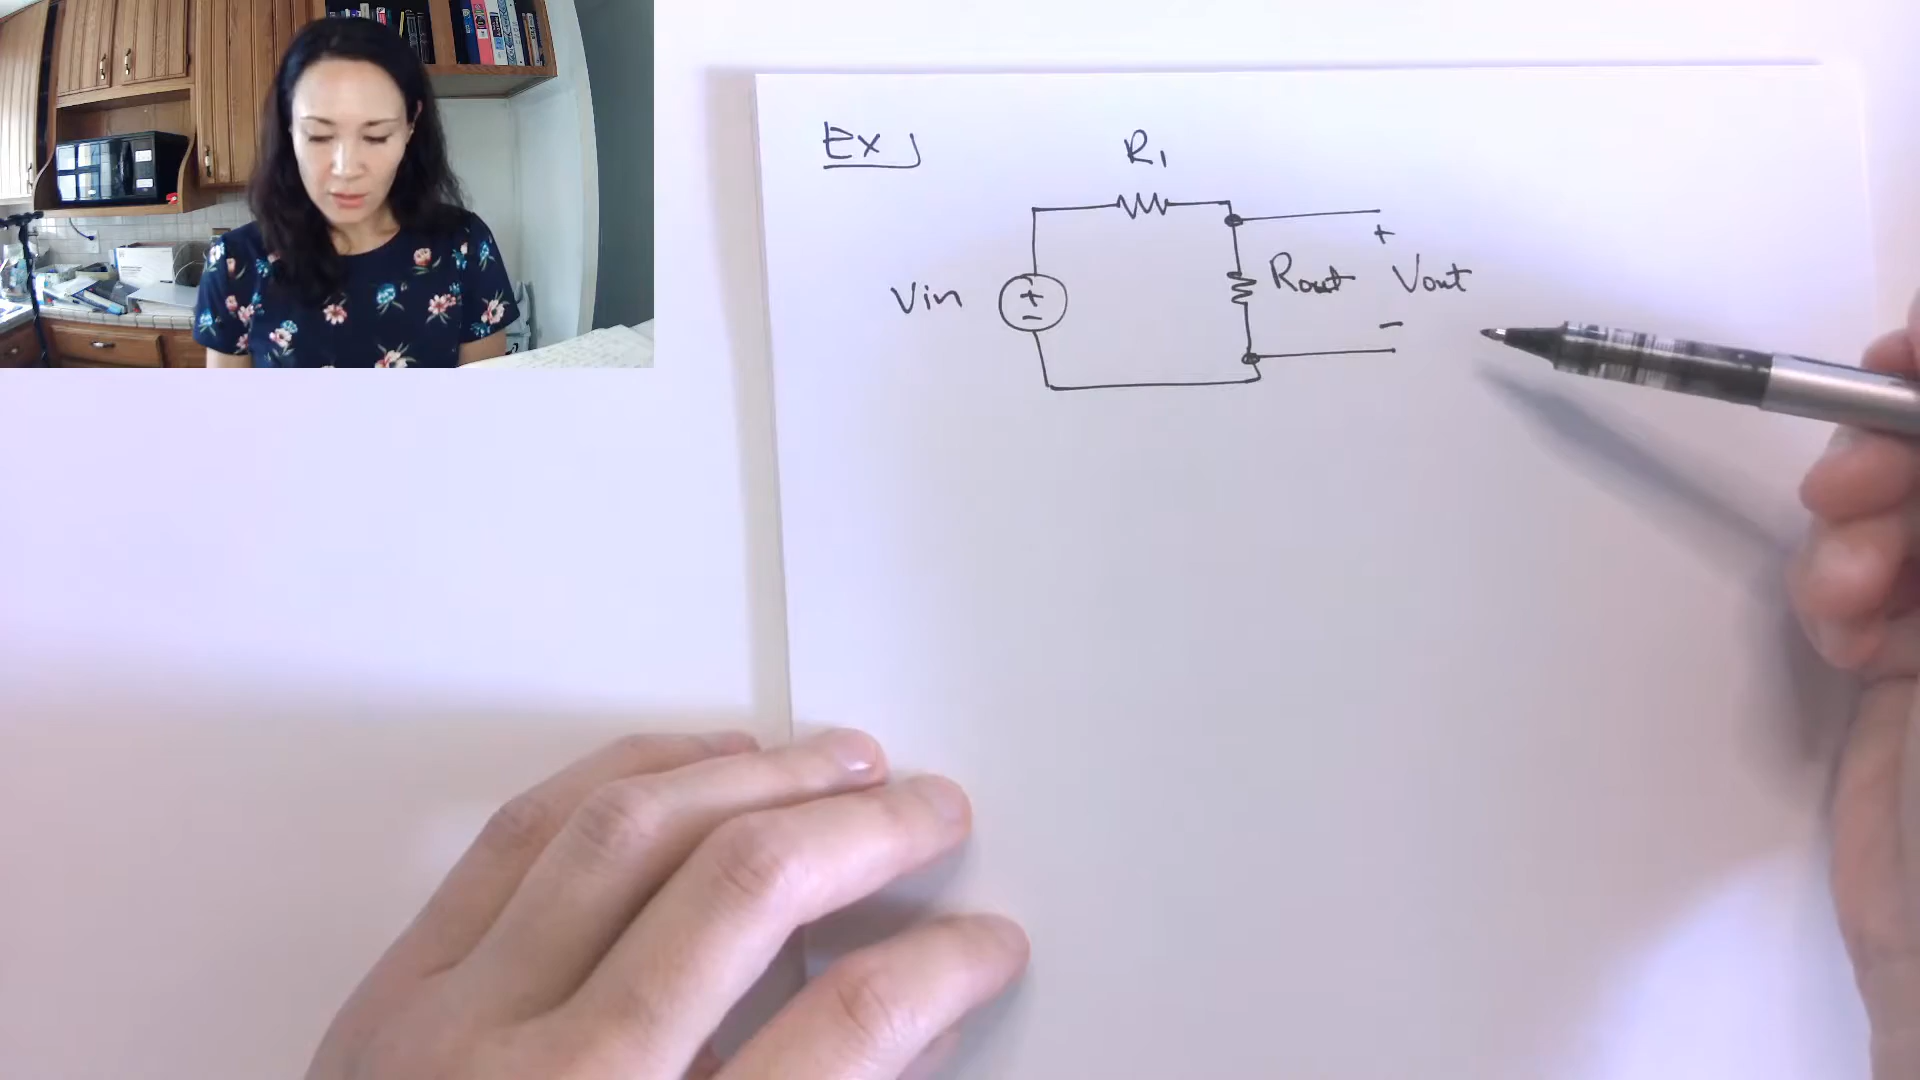 Ex
R1
+
Vin + Rout Vout
-
-